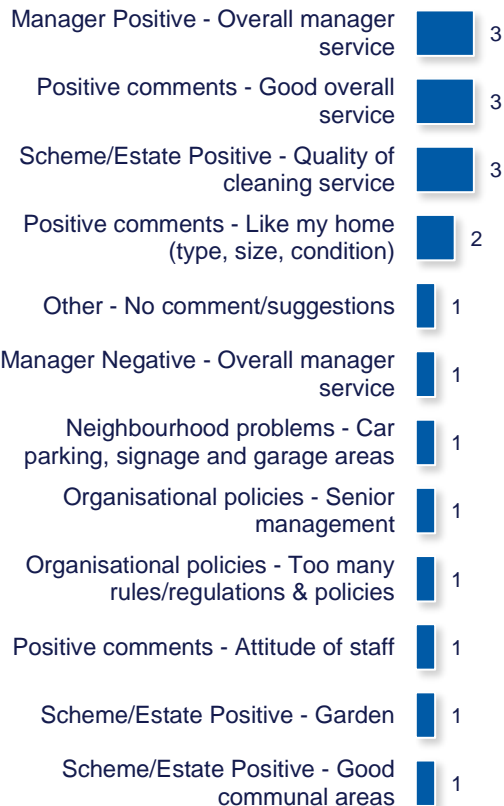 Manager Positive - Overall manager
service
3
Positive comments - Good overall
service
3
Scheme/Estate Positive - Quality of
cleaning service
3
Positive comments - Like my home
(type, size, condition)
2
Other - No comment/suggestions
1
Manager Negative - Overall manager
service
1
Neighbourhood problems - Car
parking, signage and garage areas
1
Organisational policies - Senior
management
1
Organisational policies - Too many
rules/regulations & policies
1
Positive comments - Attitude of staff
1
Scheme/Estate Positive - Garden
1
Scheme/Estate Positive - Good
communal areas
1